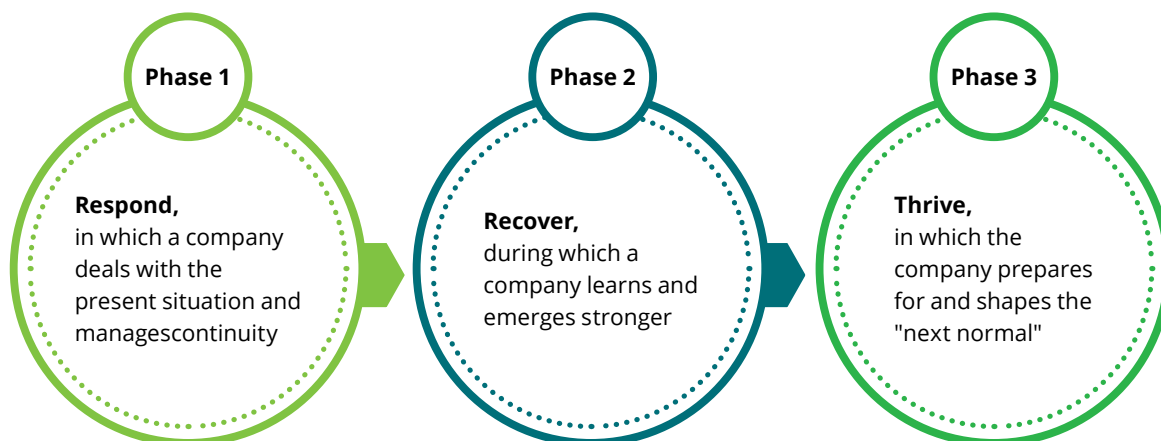 Phase 1
Respond,
in which a company
deals with the
present situation and
managescontinuity
Phase 2
Recover,
during which a
company learns and
emerges stronger
Phase 3
Thrive,
in which the
company prepares
for and shapes the
"next normal"